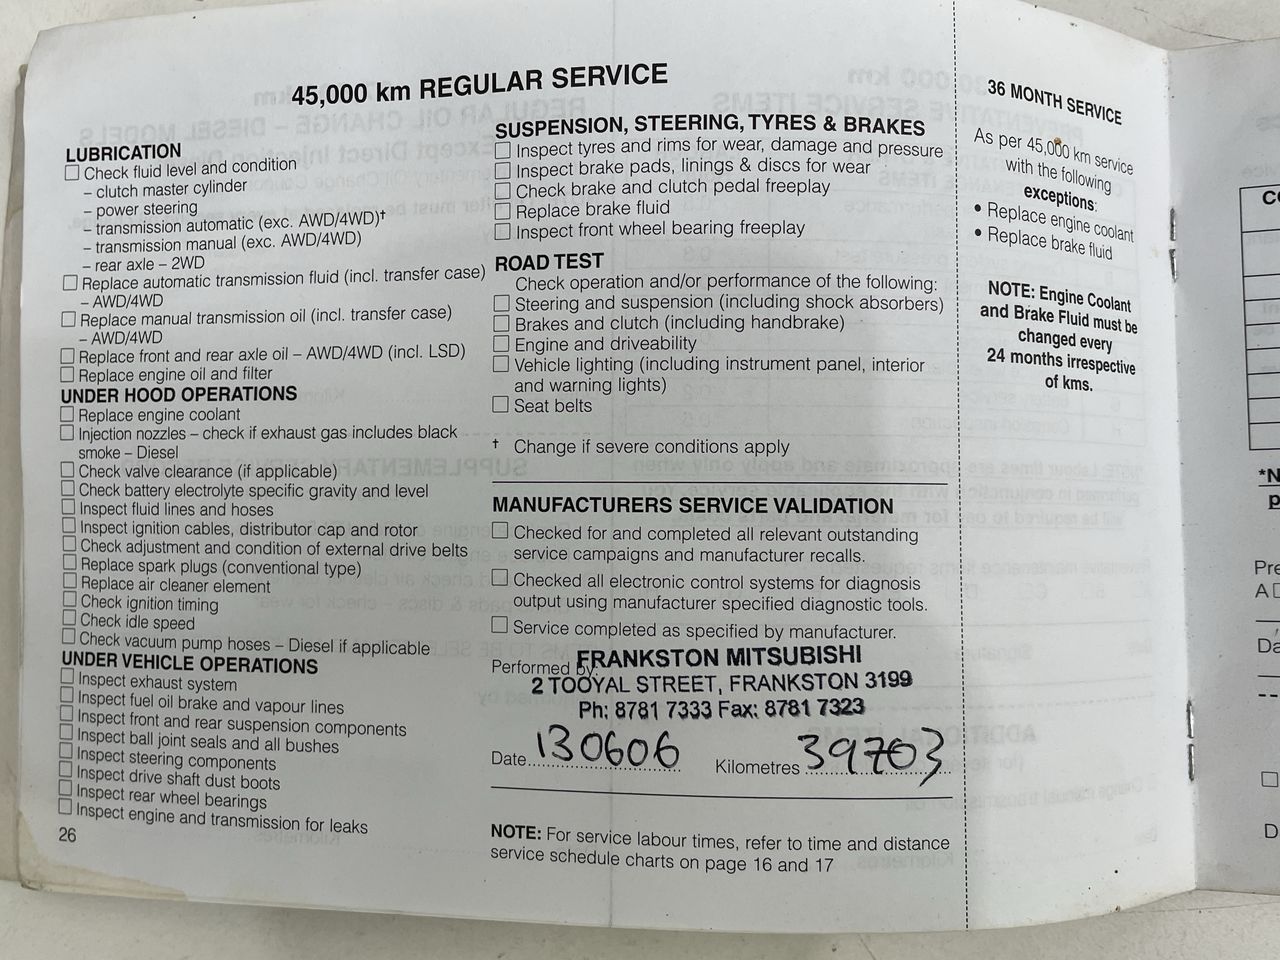 45,000 km REGULAR SERVICE
LUBRICATION
Check fluid level and condition
– clutch master cylinder
– power steering
– transmission automatic (exc. AWD/4WD)†
– transmission manual (exc. AWD/4WD)
– rear axle – 2WD
Replace automatic transmission fluid (incl. transfer case)
– AWD/4WD
Replace manual transmission oil (incl. transfer case)
– AWD/4WD
Replace front and rear axle oil – AWD/4WD (incl. LSD)
Replace engine oil and filter
UNDER HOOD OPERATIONS
Replace engine coolant
Injection nozzles – check if exhaust gas includes black
smoke – Diesel
Check valve clearance (if applicable)
Check battery electrolyte specific gravity and level
Inspect fluid lines and hoses
Inspect ignition cables, distributor cap and rotor
Check adjustment and condition of external drive belts
Replace spark plugs (conventional type)
Replace air cleaner element
Check ignition timing
Check idle speed
Check vacuum pump hoses – Diesel if applicable
UNDER VEHICLE OPERATIONS
Inspect exhaust system
Inspect fuel oil brake and vapour lines
Inspect front and rear suspension components
Inspect ball joint seals and all bushes
Inspect steering components
Inspect drive shaft dust boots
Inspect rear wheel bearings
Inspect engine and transmission for leaks
26
SUSPENSION, STEERING, TYRES & BRAKES
Inspect tyres and rims for wear, damage and pressure
Inspect brake pads, linings & discs for wear
Check brake and clutch pedal freeplay
Replace brake fluid
Inspect front wheel bearing freeplay
ROAD TEST
Check operation and/or performance of the following:
Steering and suspension (including shock absorbers)
Brakes and clutch (including handbrake)
Engine and driveability
Vehicle lighting (including instrument panel, interior
and warning lights)
Seat belts
† Change if severe conditions apply
MANUFACTURERS SERVICE VALIDATION
Checked for and completed all relevant outstanding
service campaigns and manufacturer recalls.
Checked all electronic control systems for diagnosis
output using manufacturer specified diagnostic tools.
Service completed as specified by manufacturer.
Performed by:
FRANKSTON MITSUBISHI
2 TOOYAL STREET, FRANKSTON 3199
Ph: 8781 7333 Fax: 8781 7323
Date 130606 Kilometres 39703
NOTE: For service labour times, refer to time and distance
service schedule charts on page 16 and 17
36 MONTH SERVICE
As per 45,000 km service
with the following
exceptions:
• Replace engine coolant
• Replace brake fluid
NOTE: Engine Coolant
and Brake Fluid must be
changed every
24 months irrespective
of kms.